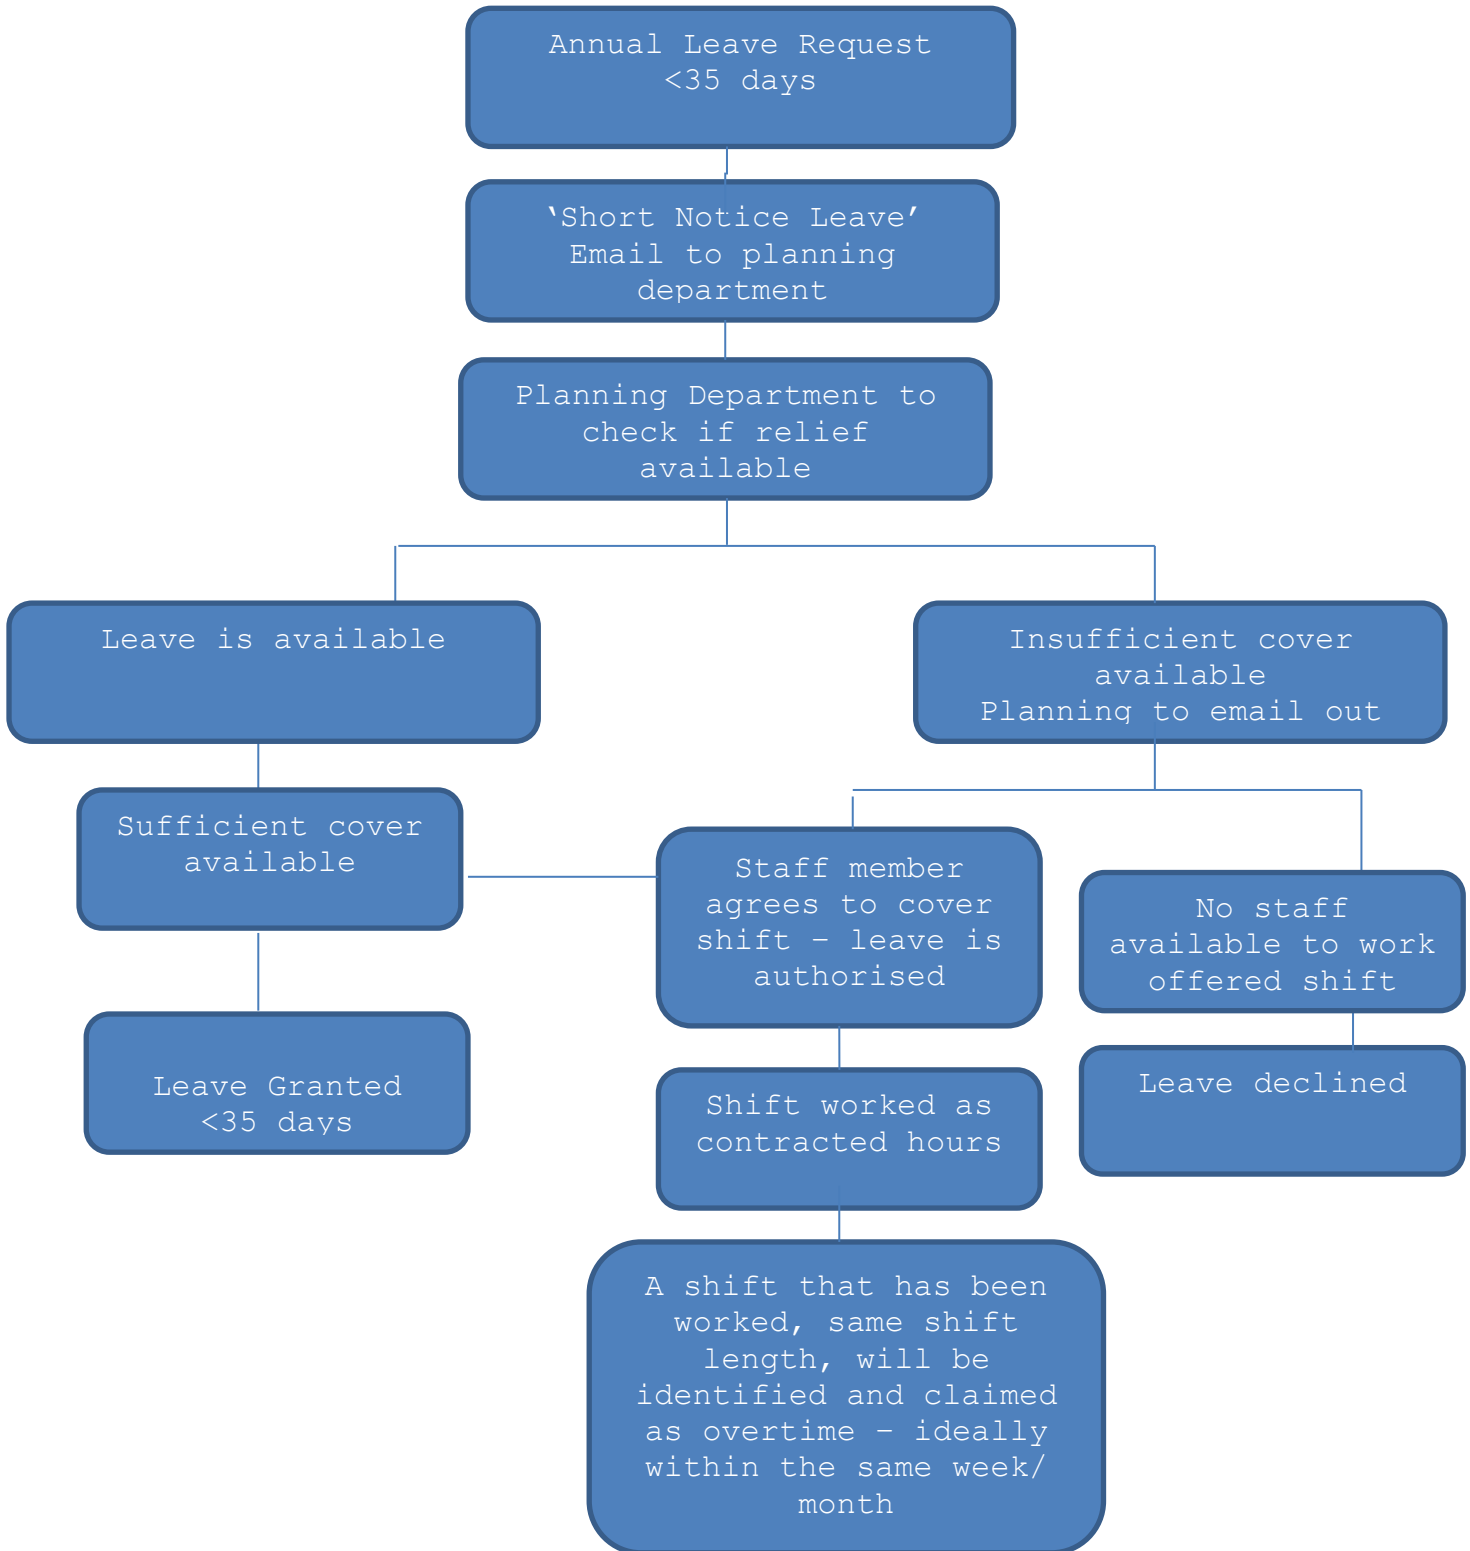 Annual Leave Request
<35 days
‘Short Notice Leave’
Email to planning
department
Planning Department to
check if relief
available
Leave is available
Insufficient cover
available
Planning to email out
Sufficient cover
available
Staff member
agrees to cover
shift – leave is
authorised
No staff
available to work
offered shift
Leave Granted
<35 days
Shift worked as
contracted hours
Leave declined
A shift that has been
worked, same shift
length, will be
identified and claimed
as overtime – ideally
within the same week/
month